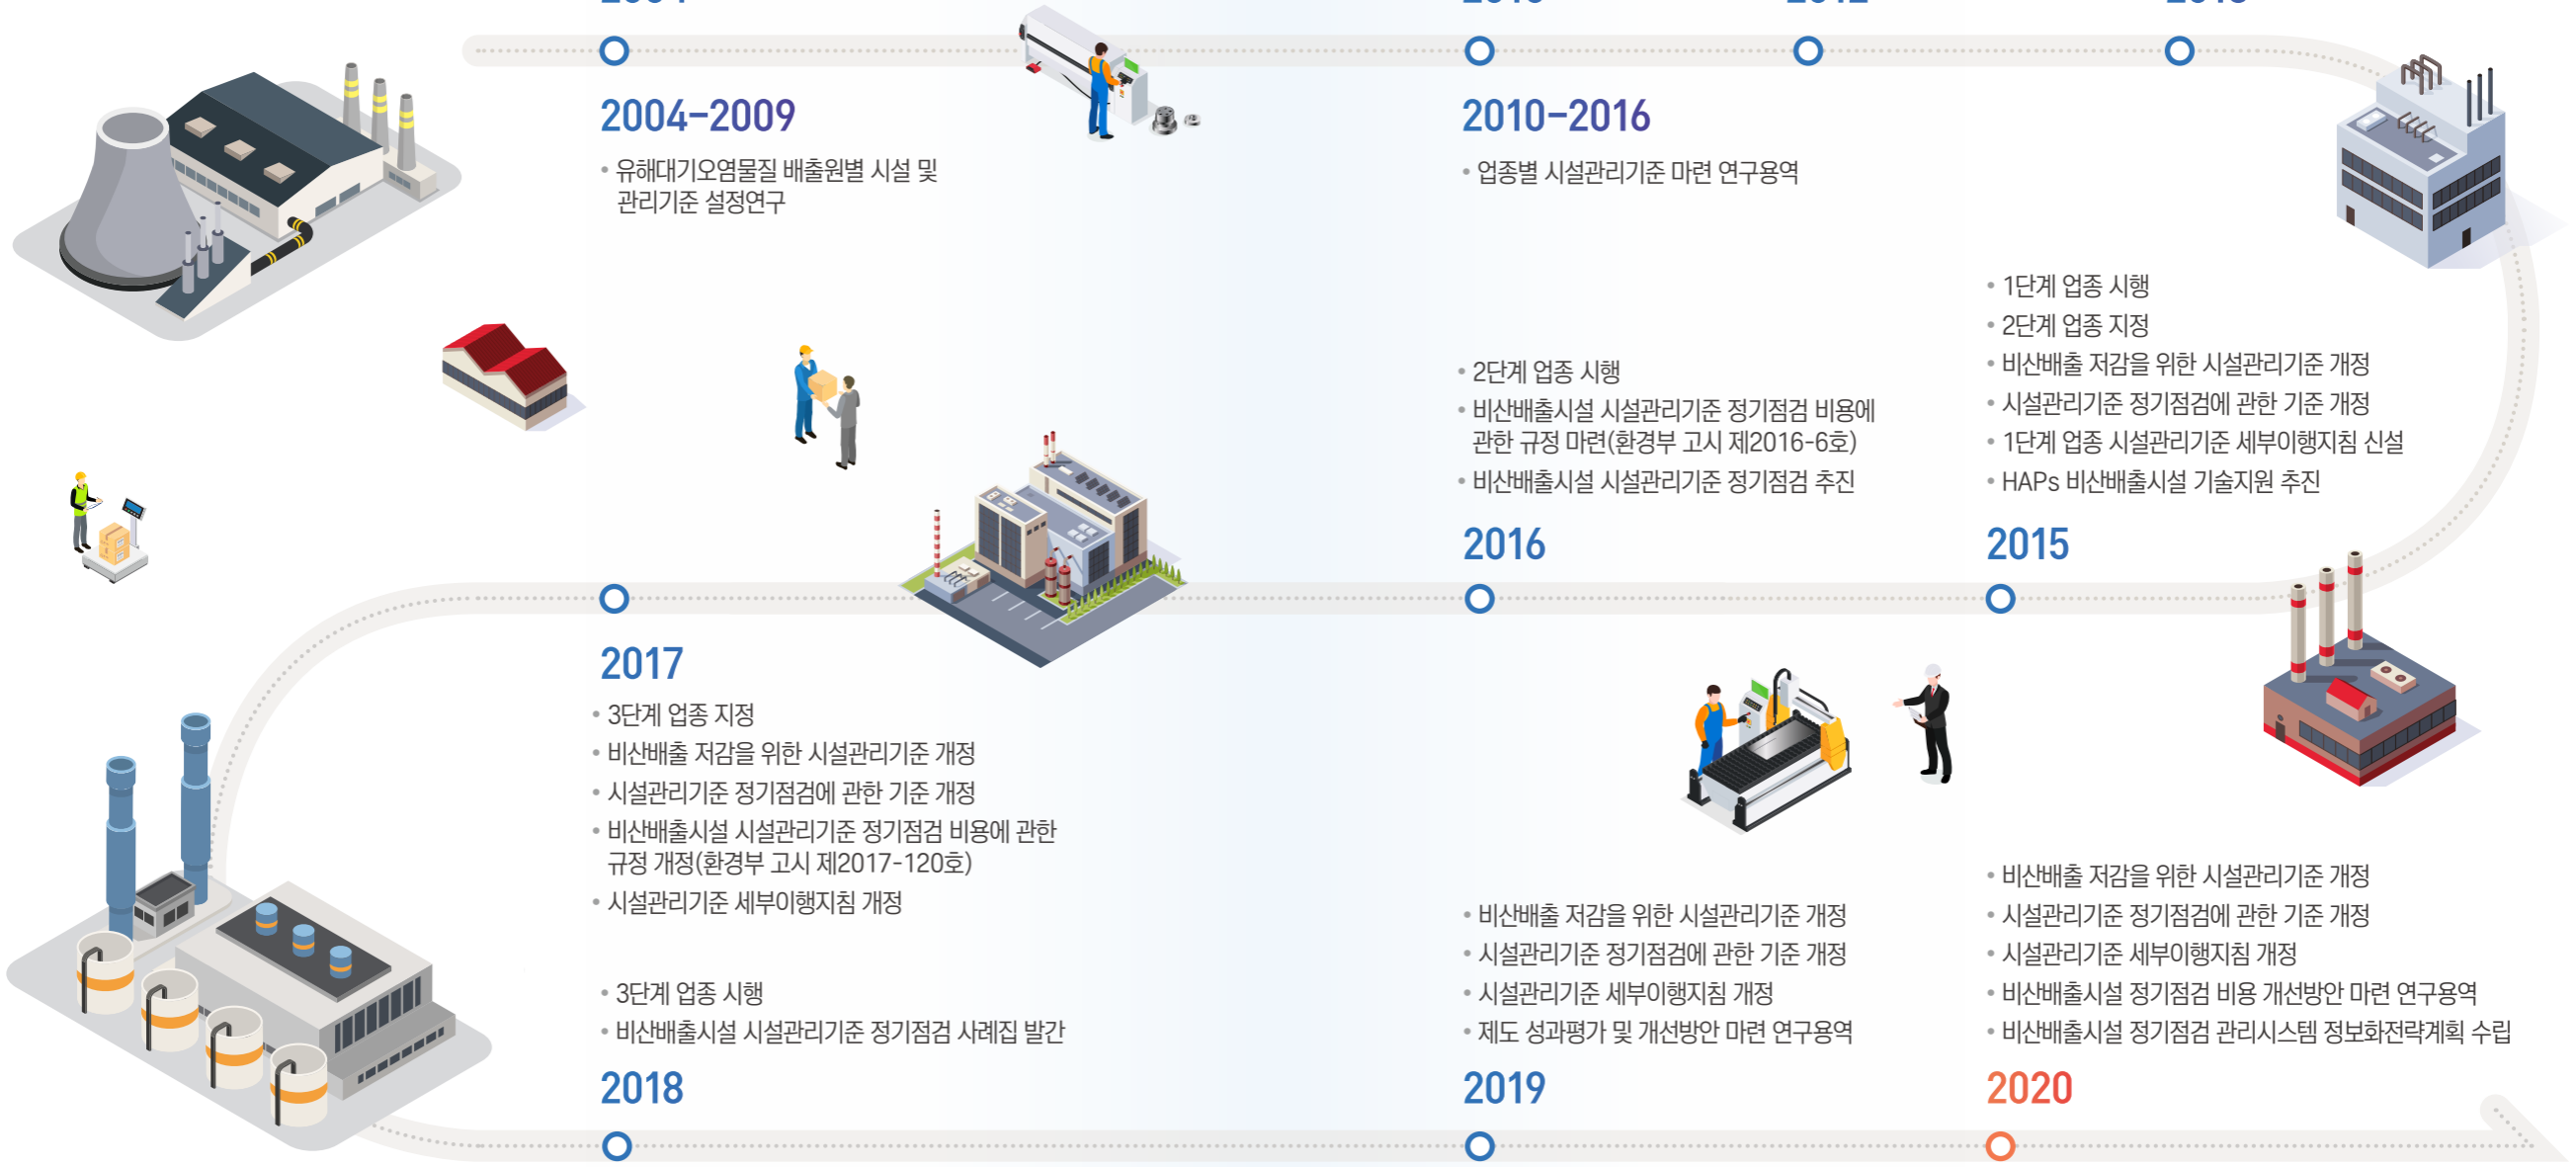 2004-2009
• 유해대기오염물질 배출원별 시설 및
관리기준 설정연구
2010-2016
• 업종별 시설관리기준 마련 연구용역
• 1단계 업종 시행
• 2단계 업종 지정
• 비산배출 저감을 위한 시설관리기준 개정
• 시설관리기준 정기점검에 관한 기준 개정
• 1단계 업종 시설관리기준 세부이행지침 신설
• HAPs 비산배출시설 기술지원 추진
2015
• 2단계 업종 시행
• 비산배출시설 시설관리기준 정기점검 비용에
관한 규정 마련(환경부 고시 제2016-6호)
• 비산배출시설 시설관리기준 정기점검 추진
2016
2017
• 3단계 업종 지정
• 비산배출 저감을 위한 시설관리기준 개정
• 시설관리기준 정기점검에 관한 기준 개정
• 비산배출시설 시설관리기준 정기점검 비용에 관한
규정 개정(환경부 고시 제2017-120호)
• 시설관리기준 세부이행지침 개정
• 3단계 업종 시행
• 비산배출시설 시설관리기준 정기점검 사례집 발간
2018
• 비산배출 저감을 위한 시설관리기준 개정
• 시설관리기준 정기점검에 관한 기준 개정
• 시설관리기준 세부이행지침 개정
• 제도 성과평가 및 개선방안 마련 연구용역
2019
• 비산배출 저감을 위한 시설관리기준 개정
• 시설관리기준 정기점검에 관한 기준 개정
• 시설관리기준 세부이행지침 개정
• 비산배출시설 정기점검 비용 개선방안 마련 연구용역
• 비산배출시설 정기점검 관리시스템 정보화전략계획 수립
2020